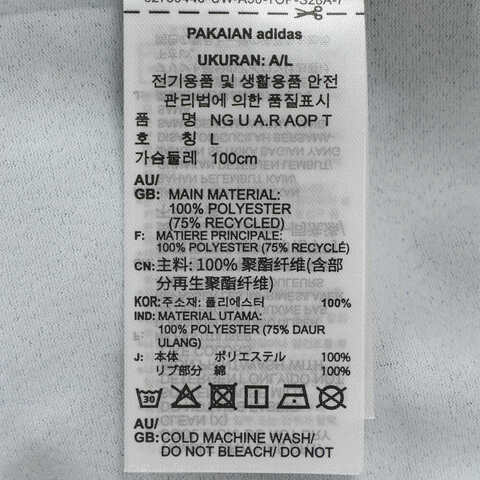 PAKAIAN adidas
UKURAN: A/L
전기용품 및 생활용품 안전
관리법에 의한 품질표시
품 명 NG U A.R AOP T
호 칭 L
가슴둘레 100cm
AU/
GB: MAIN MATERIAL:
100% POLYESTER
(75% RECYCLED)
F: MATIÈRE PRINCIPALE:
100% POLYESTER (75% RECYCLÉ)
CN: 主料: 100% 聚酯纤维(含部
分再生聚酯纤维)
KOR: 주소재: 폴리에스터 100%
IND: MATERIAL UTAMA:
100% POLYESTER (75% DAUR
ULANG)
J: 本体 ポリエステル 100%
リブ部分 綿 100%
30
AU/
GB: COLD MACHINE WASH/
DO NOT BLEACH/ DO NOT